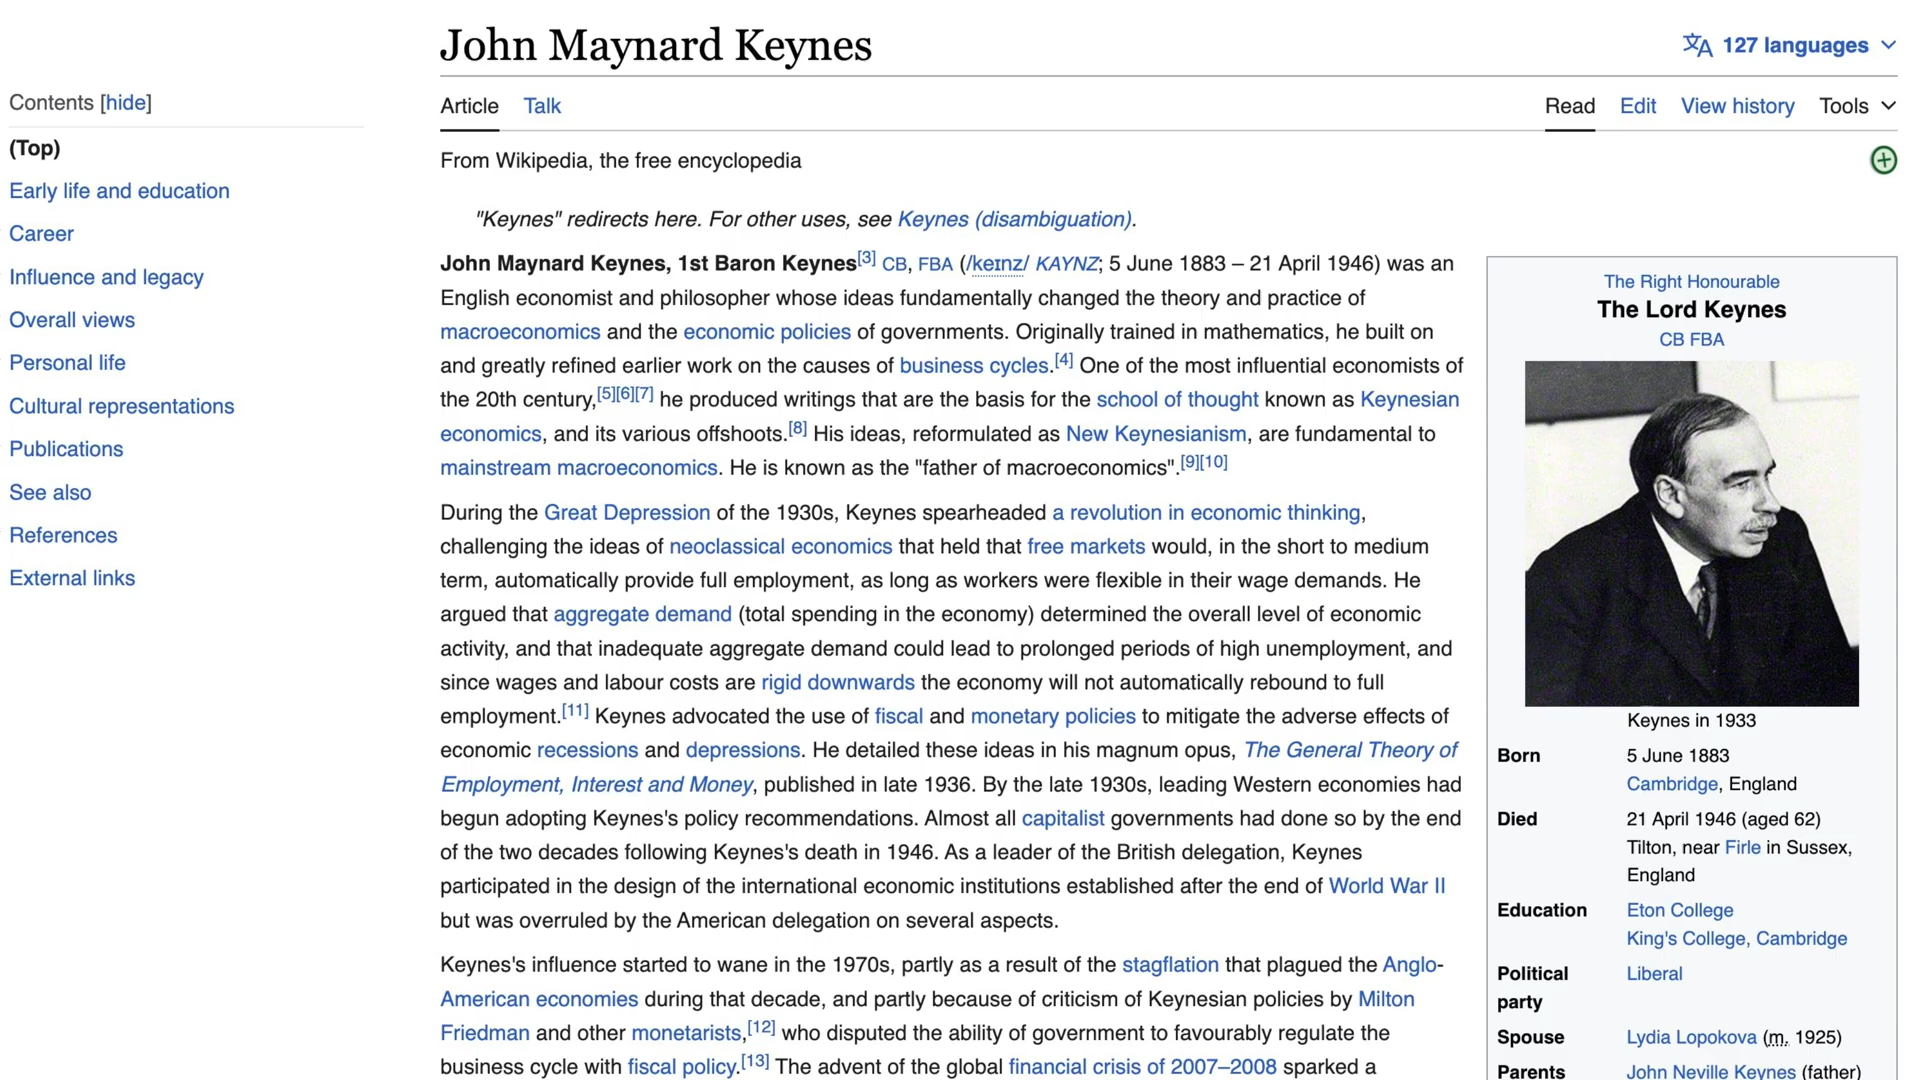 John Maynard Keynes
127 languages
Contents [hide]
(Top)
Early life and education
Career
Influence and legacy
Overall views
Personal life
Cultural representations
Publications
See also
References
External links
Article Talk
Read Edit View history Tools
From Wikipedia, the free encyclopedia
"Keynes" redirects here. For other uses, see Keynes (disambiguation).
John Maynard Keynes, 1st Baron Keynes[3] CB, FBA (/keɪnz/ KAYNZ; 5 June 1883 – 21 April 1946) was an
English economist and philosopher whose ideas fundamentally changed the theory and practice of
macroeconomics and the economic policies of governments. Originally trained in mathematics, he built on
and greatly refined earlier work on the causes of business cycles.[4] One of the most influential economists of
the 20th century,[5][6][7] he produced writings that are the basis for the school of thought known as Keynesian
economics, and its various offshoots.[8] His ideas, reformulated as New Keynesianism, are fundamental to
mainstream macroeconomics. He is known as the "father of macroeconomics".[9][10]
During the Great Depression of the 1930s, Keynes spearheaded a revolution in economic thinking,
challenging the ideas of neoclassical economics that held that free markets would, in the short to medium
term, automatically provide full employment, as long as workers were flexible in their wage demands. He
argued that aggregate demand (total spending in the economy) determined the overall level of economic
activity, and that inadequate aggregate demand could lead to prolonged periods of high unemployment, and
since wages and labour costs are rigid downwards the economy will not automatically rebound to full
employment.[11] Keynes advocated the use of fiscal and monetary policies to mitigate the adverse effects of
economic recessions and depressions. He detailed these ideas in his magnum opus, The General Theory of
Employment, Interest and Money, published in late 1936. By the late 1930s, leading Western economies had
begun adopting Keynes's policy recommendations. Almost all capitalist governments had done so by the end
of the two decades following Keynes's death in 1946. As a leader of the British delegation, Keynes
participated in the design of the international economic institutions established after the end of World War II
but was overruled by the American delegation on several aspects.
Keynes's influence started to wane in the 1970s, partly as a result of the stagflation that plagued the Anglo-
American economies during that decade, and partly because of criticism of Keynesian policies by Milton
Friedman and other monetarists,[12] who disputed the ability of government to favourably regulate the
business cycle with fiscal policy.[13] The advent of the global financial crisis of 2007–2008 sparked a
The Right Honourable
The Lord Keynes
CB FBA
Keynes in 1933
Born 5 June 1883
Cambridge, England
Died 21 April 1946 (aged 62)
Tilton, near Firle in Sussex,
England
Education Eton College
King's College, Cambridge
Political Liberal
party
Spouse Lydia Lopokova (m. 1925)
Parents John Neville Keynes (father)